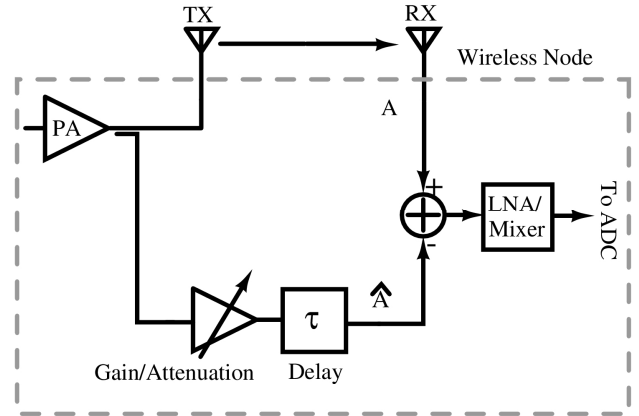 TX
RX
Wireless Node
PA
A
+
-
LNA/
Mixer
To ADC
Â
τ
Gain/Attenuation
Delay